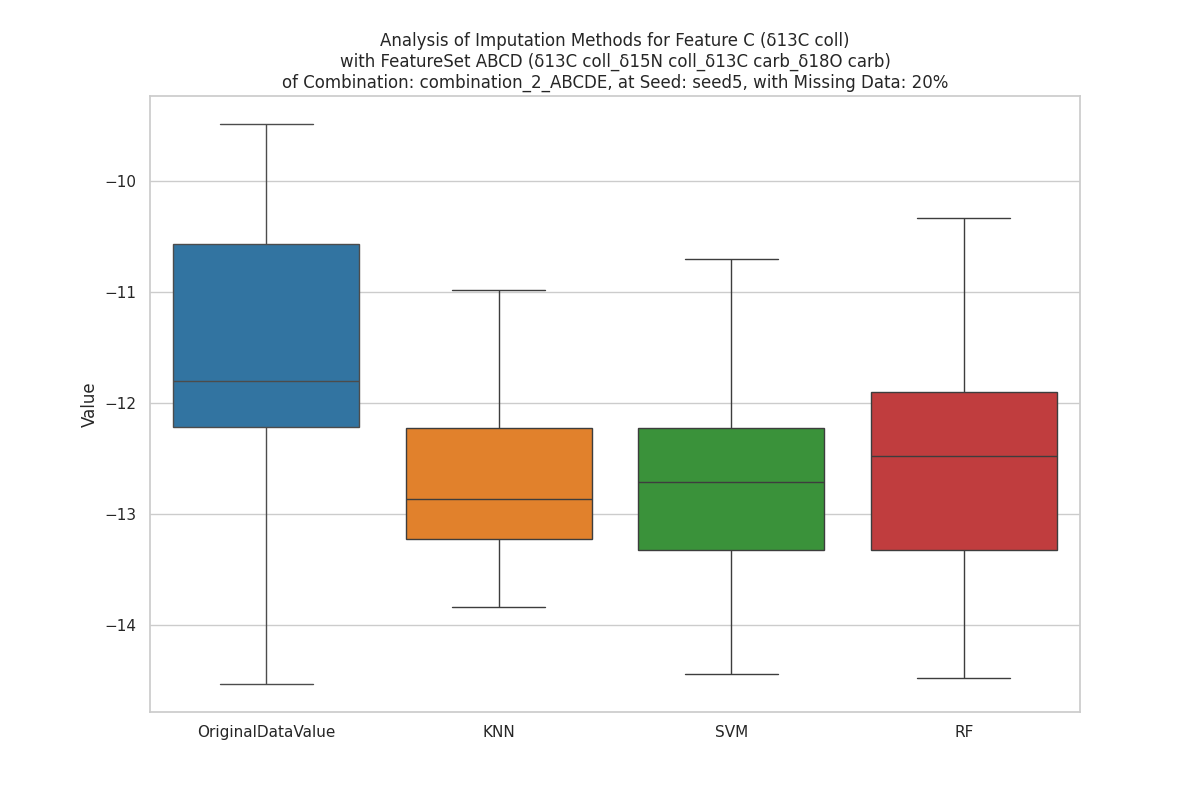 Analysis of Imputation Methods for Feature C (δ13C coll)
with FeatureSet ABCD (δ13C coll_δ15N coll_δ13C carb_δ18O carb)
of Combination: combination_2_ABCDE, at Seed: seed5, with Missing Data: 20%
Value
−10
−11
−12
−13
−14
OriginalDataValue
KNN
SVM
RF